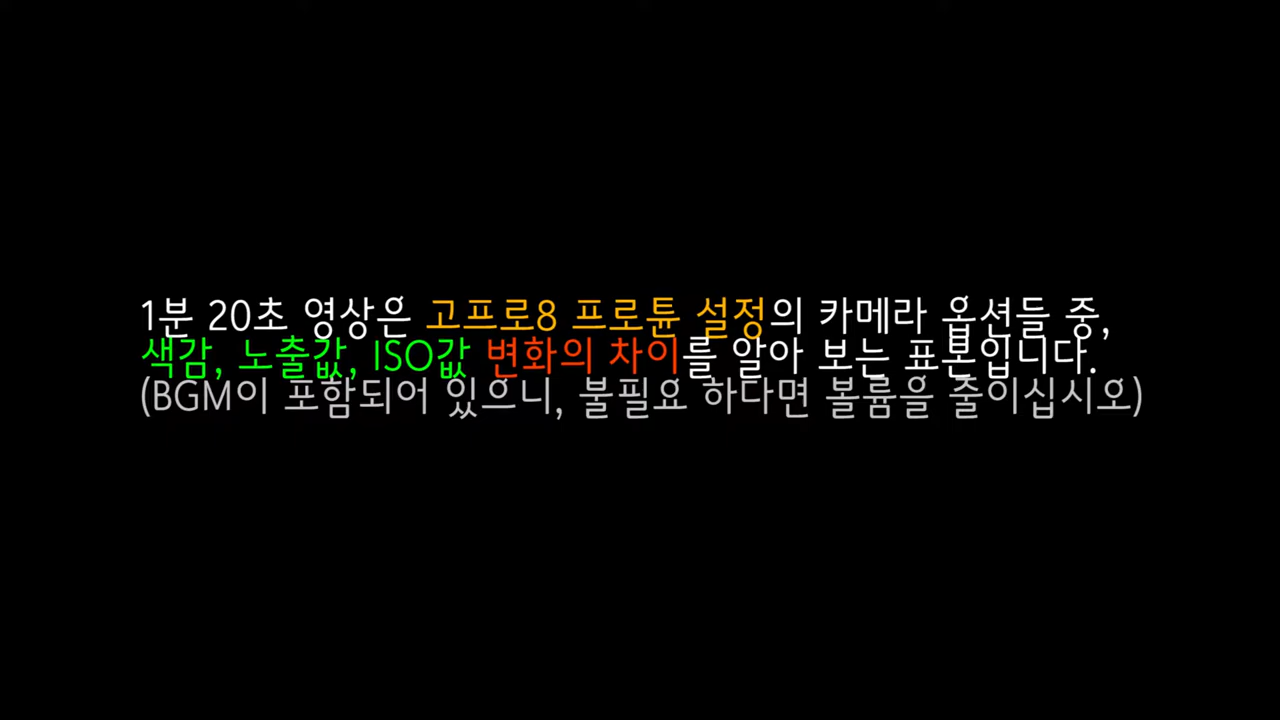 1분 20초 영상은 고프로8 프로튠 설정의 카메라 옵션들 중,
색감, 노출값, ISO값 변화의 차이를 알아 보는 표본입니다.
(BGM이 포함되어 있으니, 불필요 하다면 볼륨을 줄이십시오)